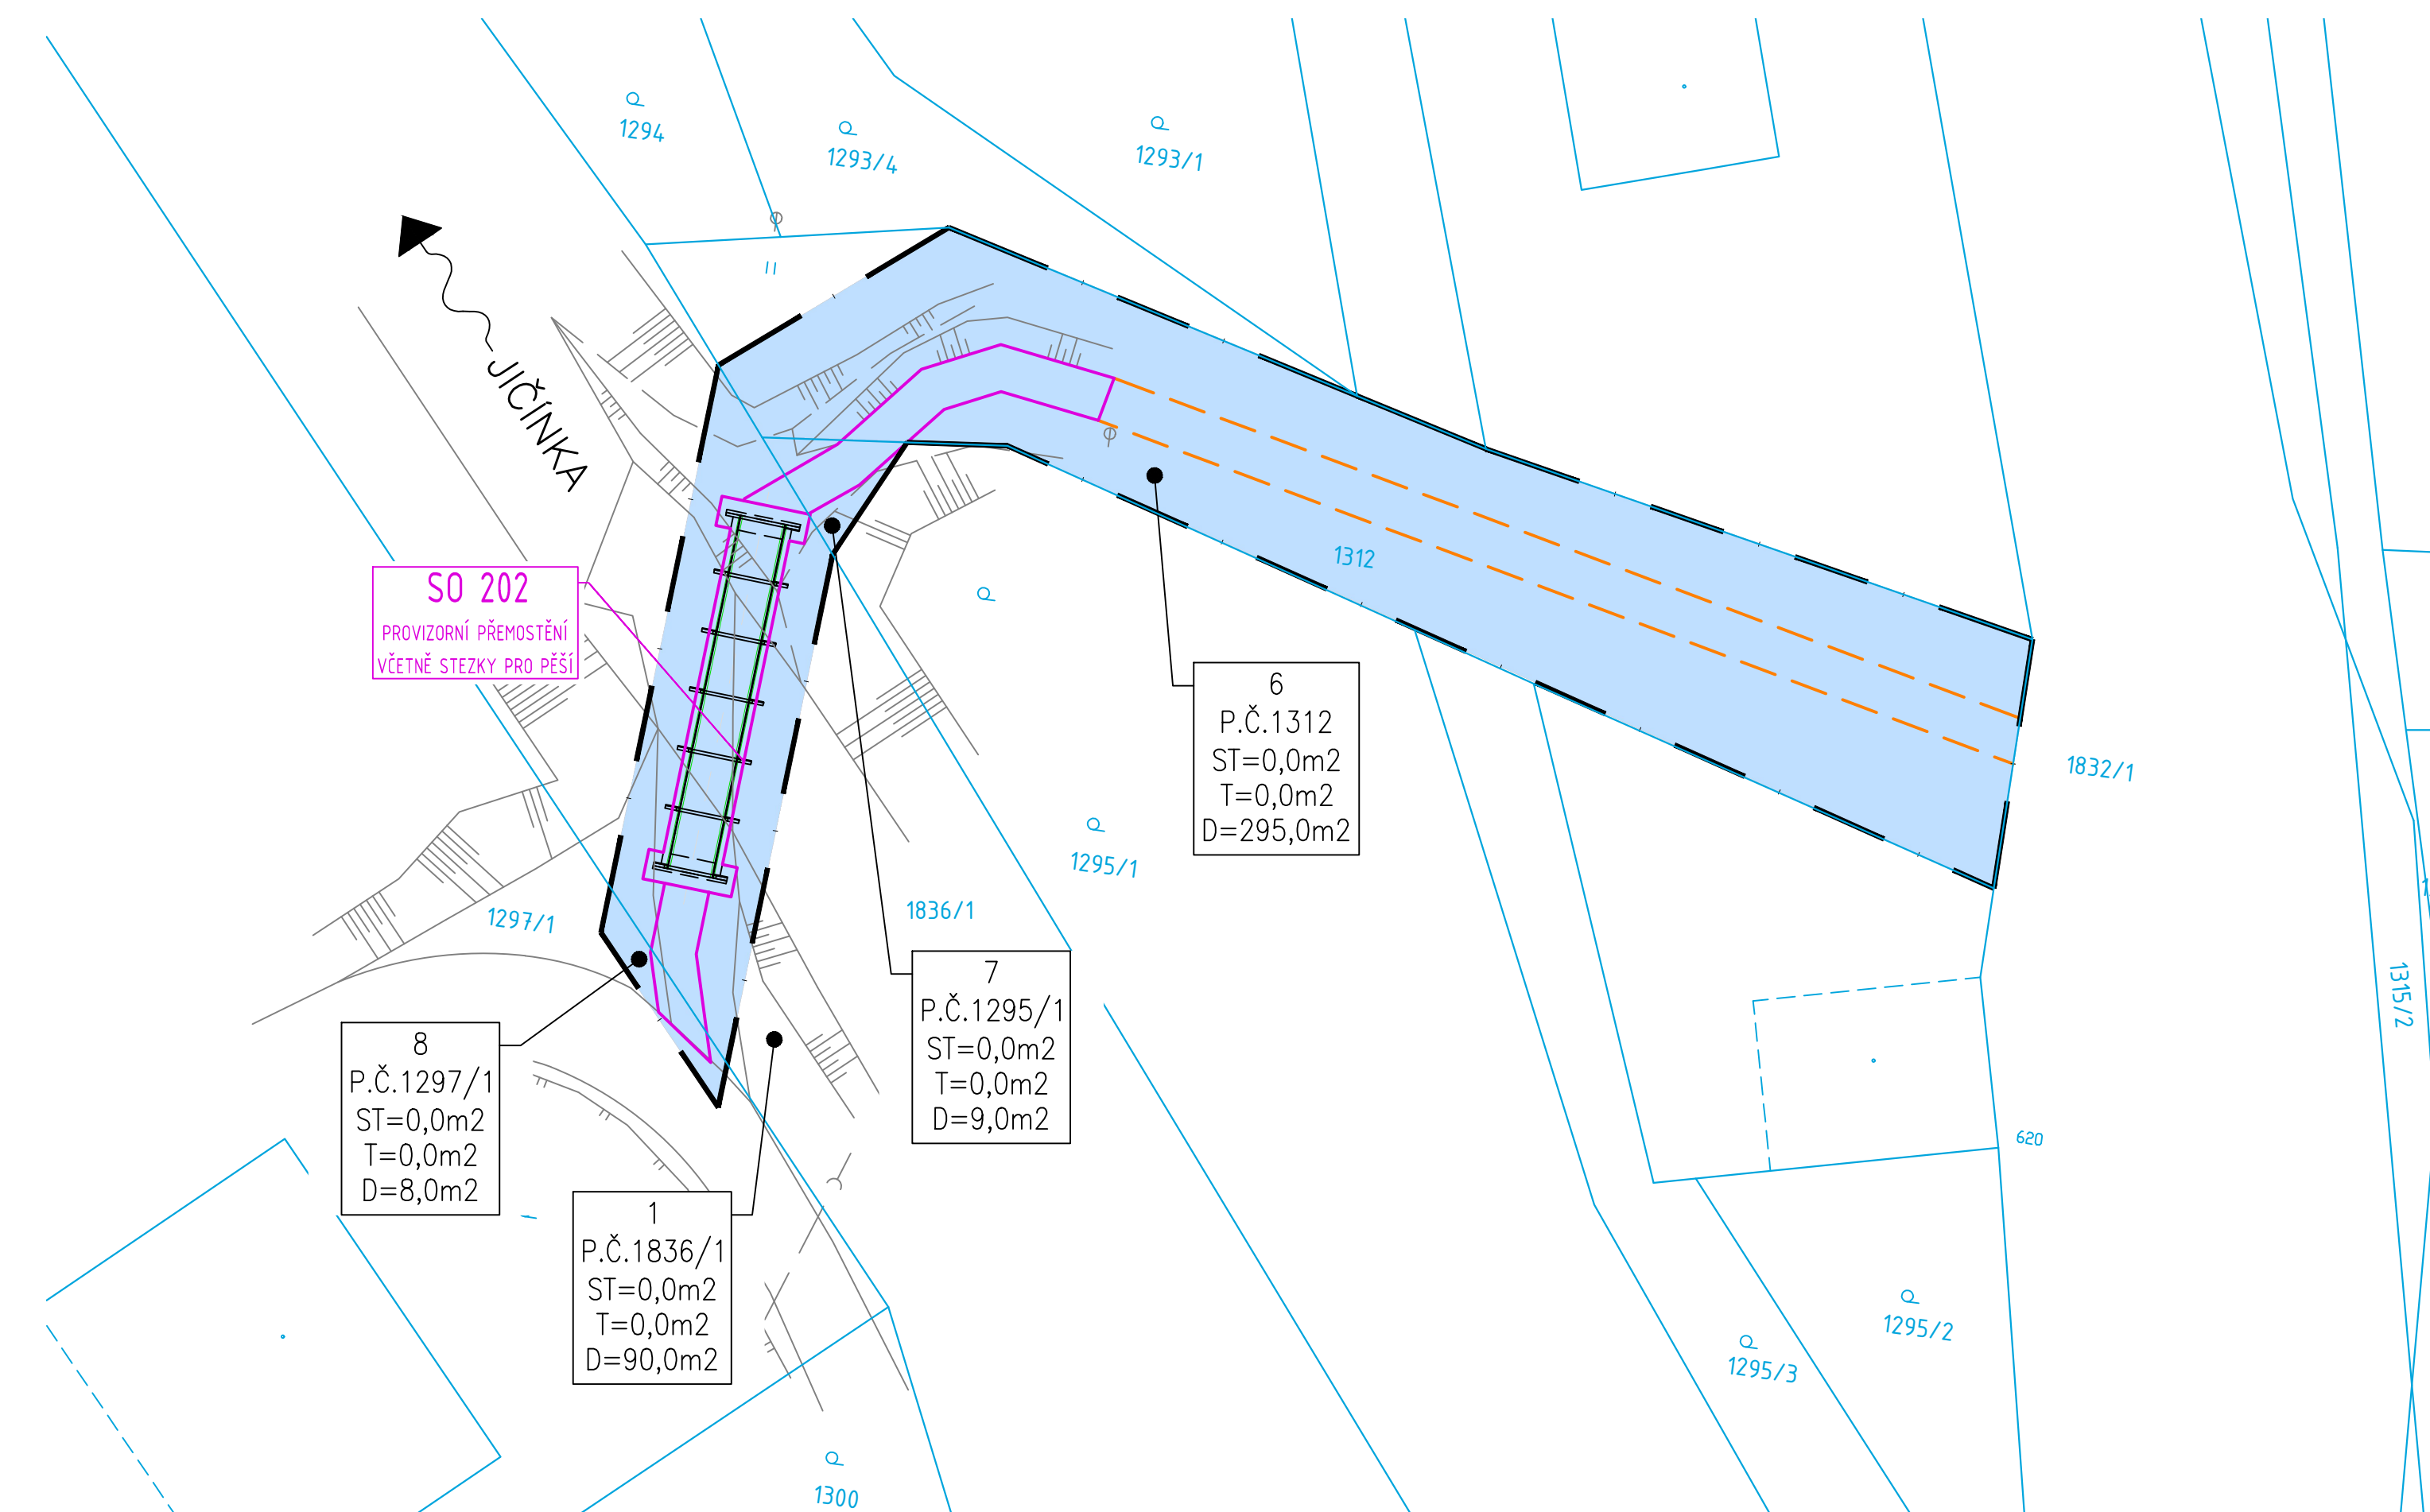 1294
1293/4
1293/1
JIČÍNKA
SO 202
PROVIZORNÍ PŘEMOSTĚNÍ
VČETNĚ STEZKY PRO PĚŠÍ
1312
6
P.Č.1312
ST=0,0m2
T=0,0m2
D=295,0m2
1832/1
1295/1
1836/1
1297/1
7
P.Č.1295/1
ST=0,0m2
T=0,0m2
D=9,0m2
8
P.Č.1297/1
ST=0,0m2
T=0,0m2
D=8,0m2
1
P.Č.1836/1
ST=0,0m2
T=0,0m2
D=90,0m2
1315/2
620
1295/2
1295/3
1300